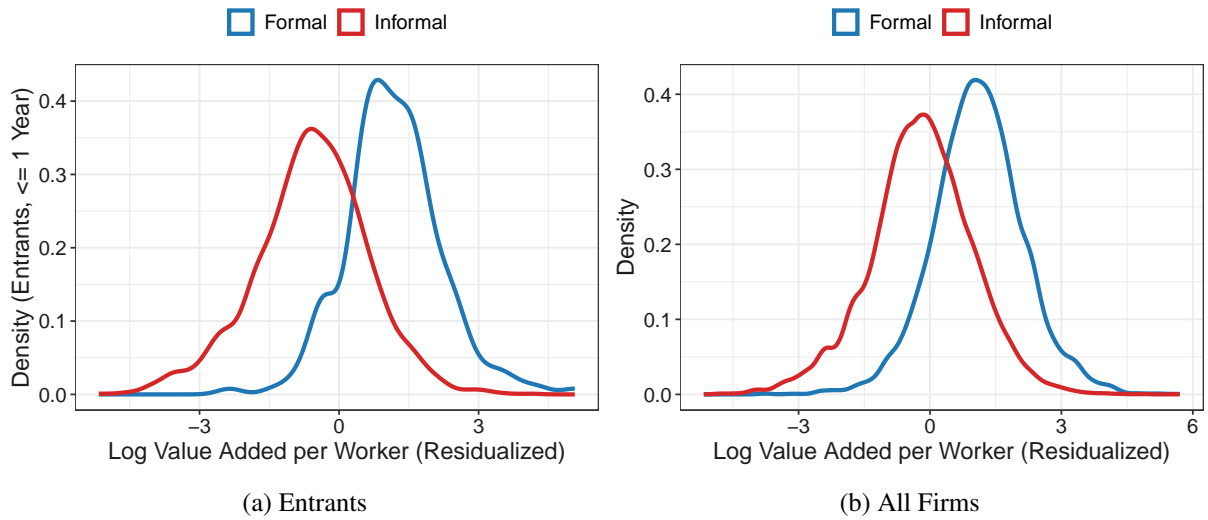 Formal Informal
Density (Entrants, <= 1 Year)
0.4
0.3
0.2
0.1
0.0
−3 0 3
Log Value Added per Worker (Residualized)
(a) Entrants
Formal Informal
Density
0.4
0.3
0.2
0.1
0.0
−3 0 3 6
Log Value Added per Worker (Residualized)
(b) All Firms